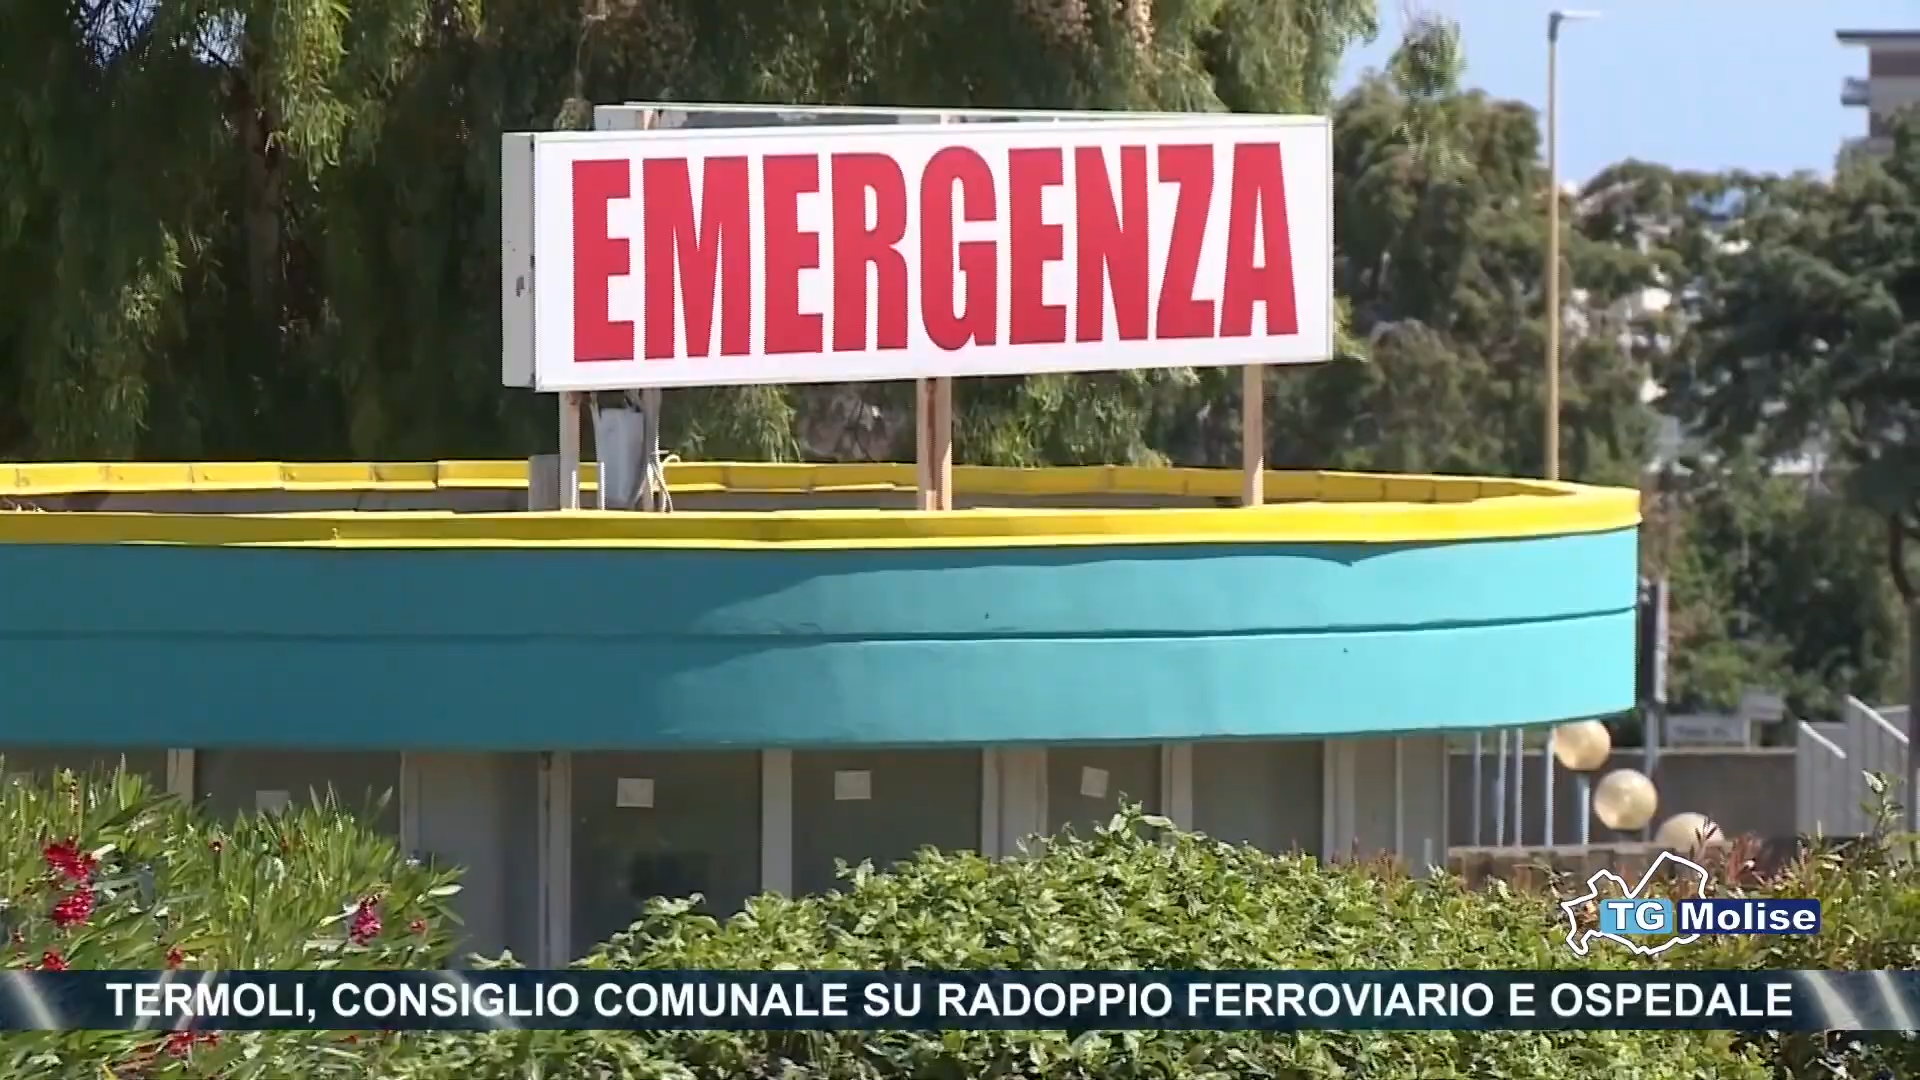 EMERGENZA
TG Molise
TERMOLI, CONSIGLIO COMUNALE SU RADOPPIO FERROVIARIO E OSPEDALE